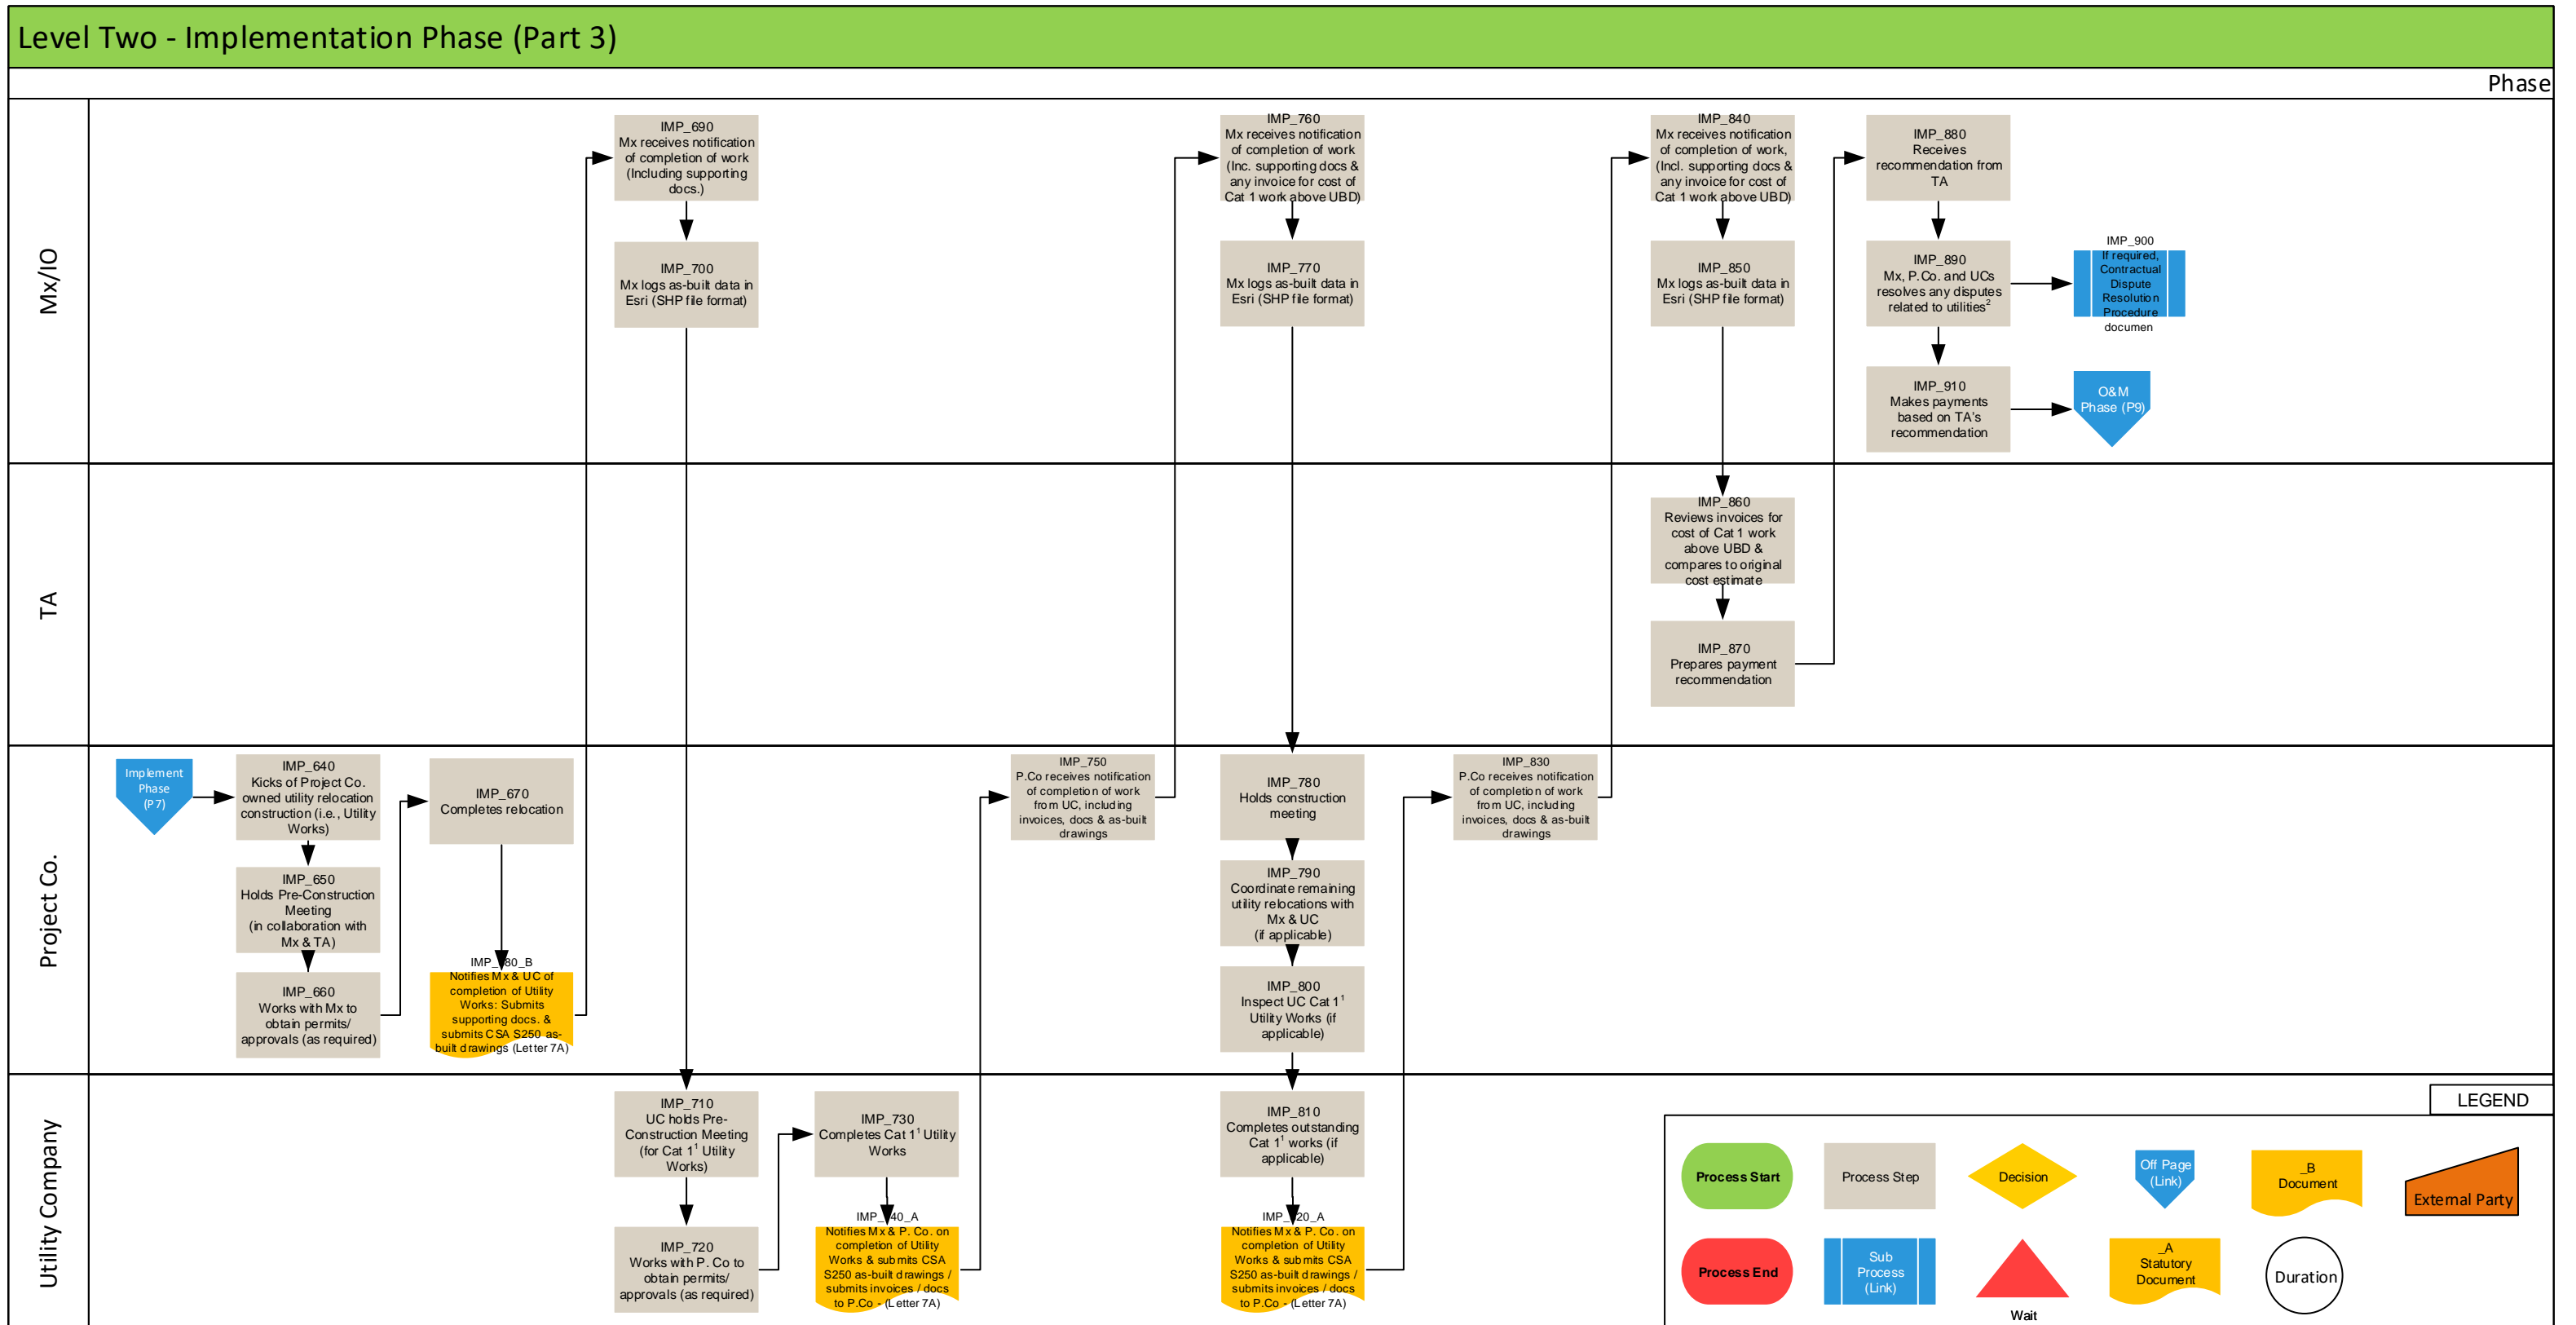 Level Two - Implementation Phase (Part 3)
Phase
Mx/IO
IMP_690
Mx receives notification
of completion of work
(Including supporting
docs.)
IMP_700
Mx logs as-built data in
Esri (SHP file format)
IMP_760
Mx receives notification
of completion of work
(Inc. supporting docs &
any invoice for cost of
Cat 1 work above UBD)
IMP_770
Mx logs as-built data in
Esri (SHP file format)
IMP_840
Mx receives notification
of completion of work,
(Incl. supporting docs &
any invoice for cost of
Cat 1 work above UBD)
IMP_850
Mx logs as-built data in
Esri (SHP file format)
IMP_880
Receives
recommendation from
TA
IMP_890
Mx, P.Co. and UCs
resolves any disputes
related to utilities²
IMP_900
If required,
Contractual
Dispute
Resolution
Procedure
documen
IMP_910
Makes payments
based on TA's
recommendation
O&M
Phase (P9)
TA
IMP_860
Reviews invoices for
cost of Cat 1 work
above UBD &
compares to original
cost estimate
IMP_870
Prepares payment
recommendation
Project Co.
Implement
Phase
(P7)
IMP_640
Kicks of Project Co.
owned utility relocation
construction (i.e., Utility
Works)
IMP_650
Holds Pre-Construction
Meeting
(in collaboration with
Mx & TA)
IMP_660
Works with Mx to
obtain permits/
approvals (as required)
IMP_670
Completes relocation
IMP_680_B
Notifies Mx & UC of
completion of Utility
Works: Submits
supporting docs. &
submits CSA S250 as-
built drawings (Letter 7A)
IMP_750
P.Co receives notification
of completion of work
from UC, including
invoices, docs & as-built
drawings
IMP_780
Holds construction
meeting
IMP_790
Coordinate remaining
utility relocations with
Mx & UC
(if applicable)
IMP_800
Inspect UC Cat 1¹
Utility Works (if
applicable)
IMP_830
P.Co receives notification
of completion of work
from UC, including
invoices, docs & as-built
drawings
Utility Company
IMP_710
UC holds Pre-
Construction Meeting
(for Cat 1¹ Utility
Works)
IMP_720
Works with P. Co to
obtain permits/
approvals (as required)
IMP_730
Completes Cat 1¹ Utility
Works
IMP_740_A
Notifies Mx & P. Co. on
completion of Utility
Works & submits CSA
S250 as-built drawings /
submits invoices / docs
to P.Co - (Letter 7A)
IMP_810
Completes outstanding
Cat 1¹ works (if
applicable)
IMP_820_A
Notifies Mx & P. Co. on
completion of Utility
Works & submits CSA
S250 as-built drawings /
submits invoices / docs
to P.Co - (Letter 7A)
LEGEND
Process Start
Process Step
Decision
Off Page
(Link)
_B
Document
External Party
Process End
Sub
Process
(Link)
Wait
_A
Statutory
Document
Duration